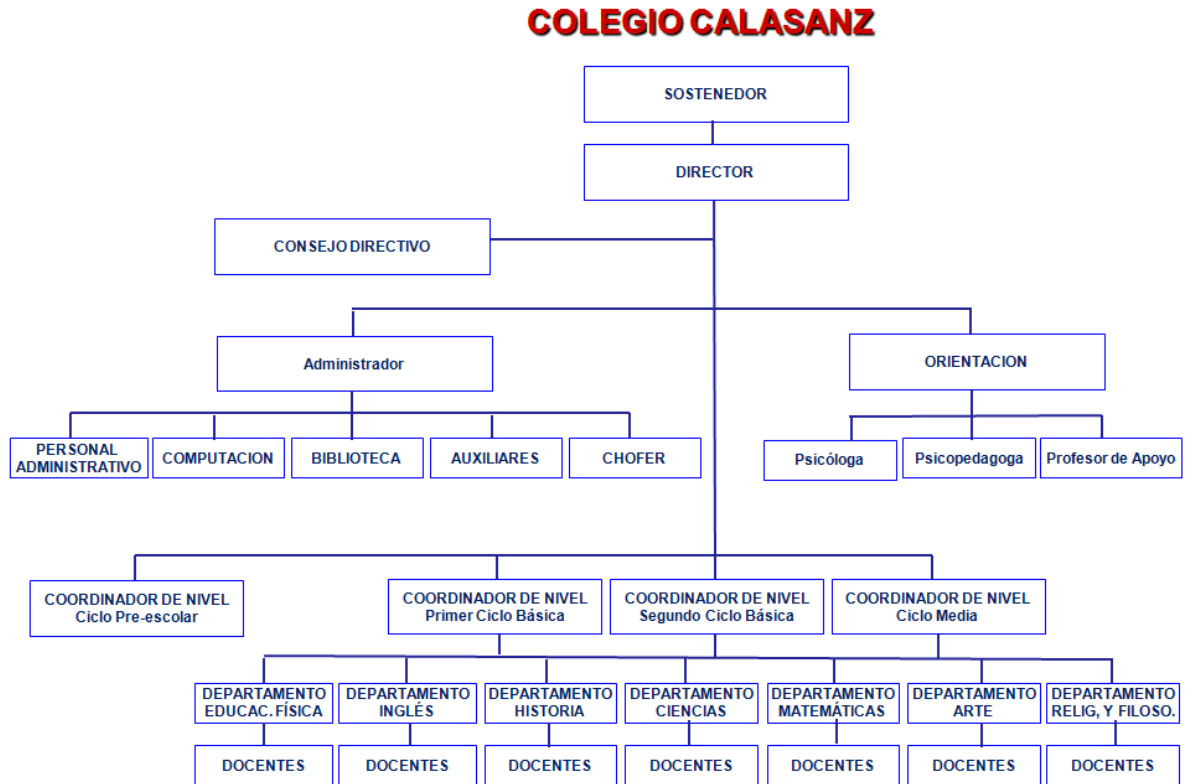 COLEGIO CALASANZ
SOSTENEDOR
DIRECTOR
CONSEJO DIRECTIVO
Administrador
ORIENTACION
PERSONAL
ADMINISTRATIVO
COMPUTACION
BIBLIOTECA
AUXILIARES
CHOFER
Psicóloga
Psicopedagoga
Profesor de Apoyo
COORDINADOR DE NIVEL
Ciclo Pre-escolar
COORDINADOR DE NIVEL
Primer Ciclo Básica
COORDINADOR DE NIVEL
Segundo Ciclo Básica
COORDINADOR DE NIVEL
Ciclo Media
DEPARTAMENTO
EDUCAC. FÍSICA
DEPARTAMENTO
INGLÉS
DEPARTAMENTO
HISTORIA
DEPARTAMENTO
CIENCIAS
DEPARTAMENTO
MATEMÁTICAS
DEPARTAMENTO
ARTE
DEPARTAMENTO
RELIG, Y FILOSO.
DOCENTES
DOCENTES
DOCENTES
DOCENTES
DOCENTES
DOCENTES
DOCENTES